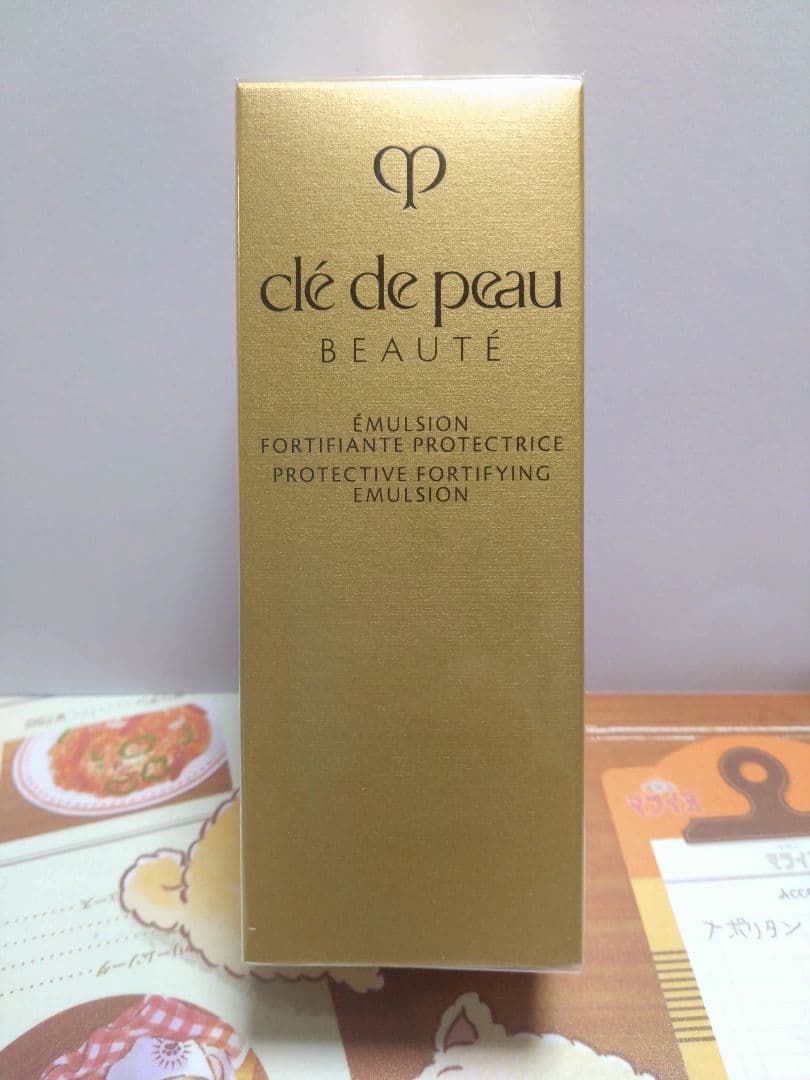 clé de peau
BEAUTÉ
ÉMULSION
FORTIFIANTE PROTECTRICE
PROTECTIVE FORTIFYING
EMULSION
ナポリタン